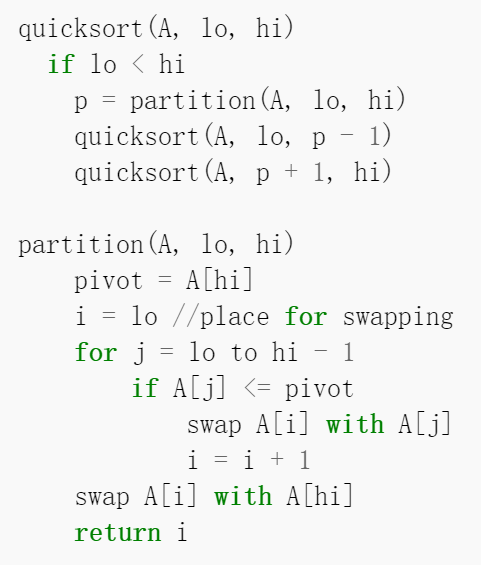 quicksort(A, lo, hi)
  if lo < hi
    p = partition(A, lo, hi)
    quicksort(A, lo, p - 1)
    quicksort(A, p + 1, hi)

partition(A, lo, hi)
    pivot = A[hi]
    i = lo //place for swapping
    for j = lo to hi - 1
        if A[j] <= pivot
            swap A[i] with A[j]
            i = i + 1
    swap A[i] with A[hi]
    return i